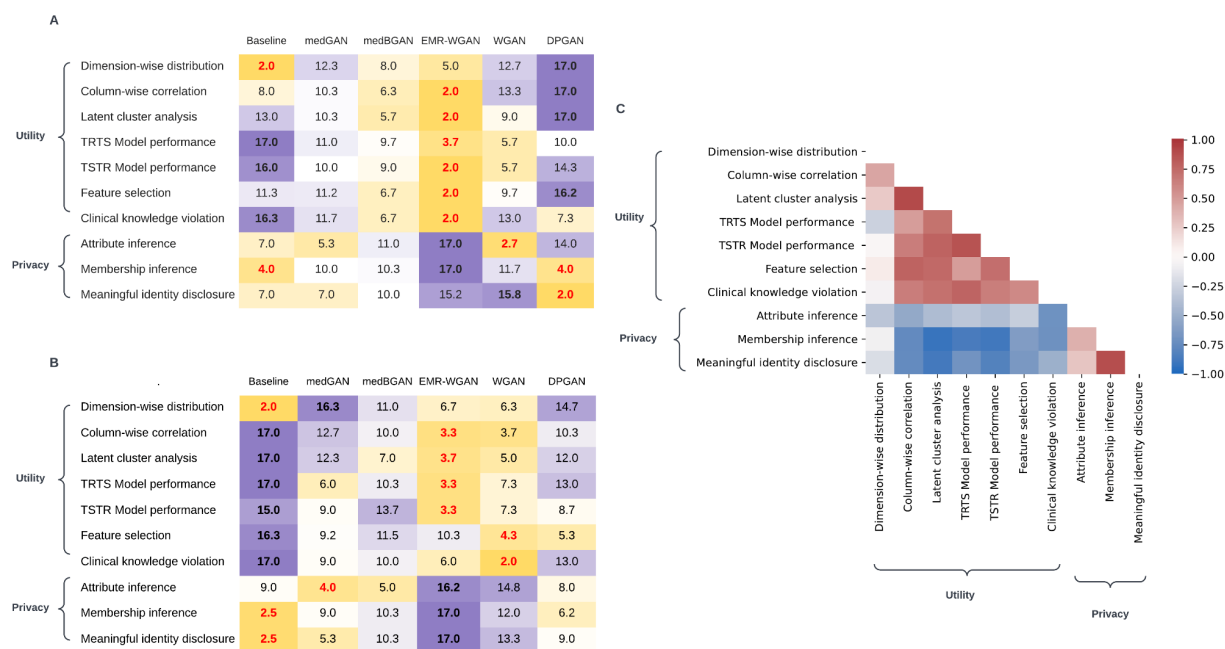 A
Baseline medGAN medBGAN EMR-WGAN WGAN DPGAN
Dimension-wise distribution 2.0 12.3 8.0 5.0 12.7 17.0
Column-wise correlation 8.0 10.3 6.3 2.0 13.3 17.0
Latent cluster analysis 13.0 10.3 5.7 2.0 9.0 17.0
Utility
TRTS Model performance 17.0 11.0 9.7 3.7 5.7 10.0
TSTR Model performance 16.0 10.0 9.0 2.0 5.7 14.3
Feature selection 11.3 11.2 6.7 2.0 9.7 16.2
Clinical knowledge violation 16.3 11.7 6.7 2.0 13.0 7.3
Attribute inference 7.0 5.3 11.0 17.0 2.7 14.0
Privacy
Membership inference 4.0 10.0 10.3 17.0 11.7 4.0
Meaningful identity disclosure 7.0 7.0 10.0 15.2 15.8 2.0
B
Baseline medGAN medBGAN EMR-WGAN WGAN DPGAN
Dimension-wise distribution 2.0 16.3 11.0 6.7 6.3 14.7
Column-wise correlation 17.0 12.7 10.0 3.3 3.7 10.3
Latent cluster analysis 17.0 12.3 7.0 3.7 5.0 12.0
Utility
TRTS Model performance 17.0 6.0 10.3 3.3 7.3 13.0
TSTR Model performance 15.0 9.0 13.7 3.3 7.3 8.7
Feature selection 16.3 9.2 11.5 10.3 4.3 5.3
Clinical knowledge violation 17.0 9.0 10.0 6.0 2.0 13.0
Attribute inference 9.0 4.0 5.0 16.2 14.8 8.0
Privacy
Membership inference 2.5 9.0 10.3 17.0 12.0 6.2
Meaningful identity disclosure 2.5 5.3 10.3 17.0 13.3 9.0
C
Dimension-wise distribution
Column-wise correlation
Latent cluster analysis
Utility
TRTS Model performance
TSTR Model performance
Feature selection
Clinical knowledge violation
Attribute inference
Privacy
Membership inference
Meaningful identity disclosure
1.00
0.75
0.50
0.25
0.00
−0.25
−0.50
−0.75
−1.00
Dimension-wise distribution
Column-wise correlation
Latent cluster analysis
TRTS Model performance
TSTR Model performance
Feature selection
Clinical knowledge violation
Attribute inference
Membership inference
Meaningful identity disclosure
Utility
Privacy